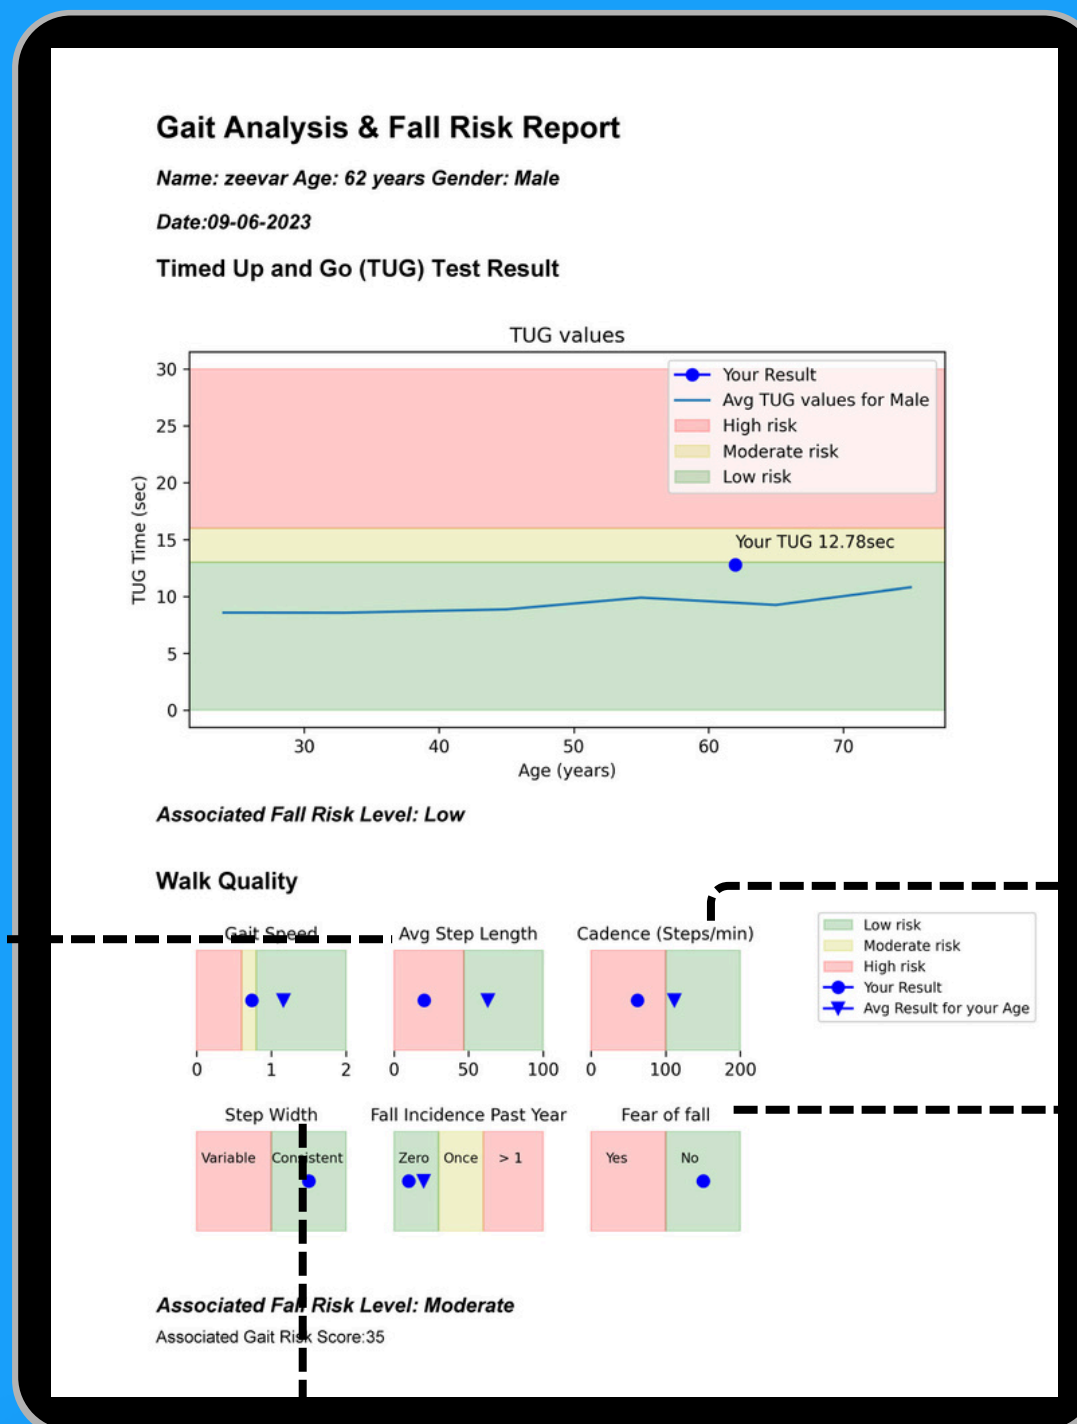 Gait Analysis & Fall Risk Report
Name: zeevar Age: 62 years Gender: Male
Date:09-06-2023
Timed Up and Go (TUG) Test Result
TUG values
30
25
20
15
10
5
0
TUG Time (sec)
Your Result
Avg TUG values for Male
High risk
Moderate risk
Low risk
Your TUG 12.78sec
30 40 50 60 70
Age (years)
Associated Fall Risk Level: Low
Walk Quality
Gait Speed Avg Step Length Cadence (Steps/min)
0 1 2 0 50 100 0 100 200
Low risk
Moderate risk
High risk
Your Result
Avg Result for your Age
Step Width Fall Incidence Past Year Fear of fall
Variable Consistent Zero Once > 1 Yes No
Associated Fall Risk Level: Moderate
Associated Gait Risk Score:35